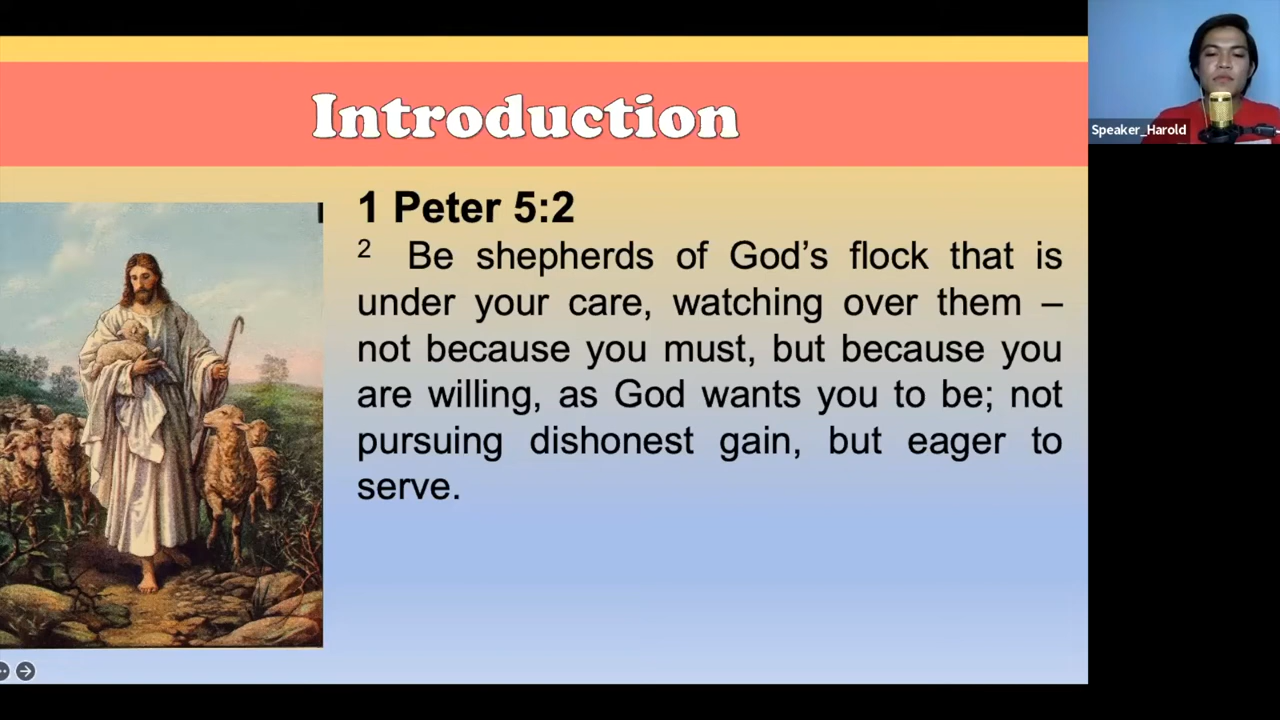 Introduction
1 Peter 5:2
2 Be shepherds of God’s flock that is
under your care, watching over them –
not because you must, but because you
are willing, as God wants you to be; not
pursuing dishonest gain, but eager to
serve.
Speaker_Harold